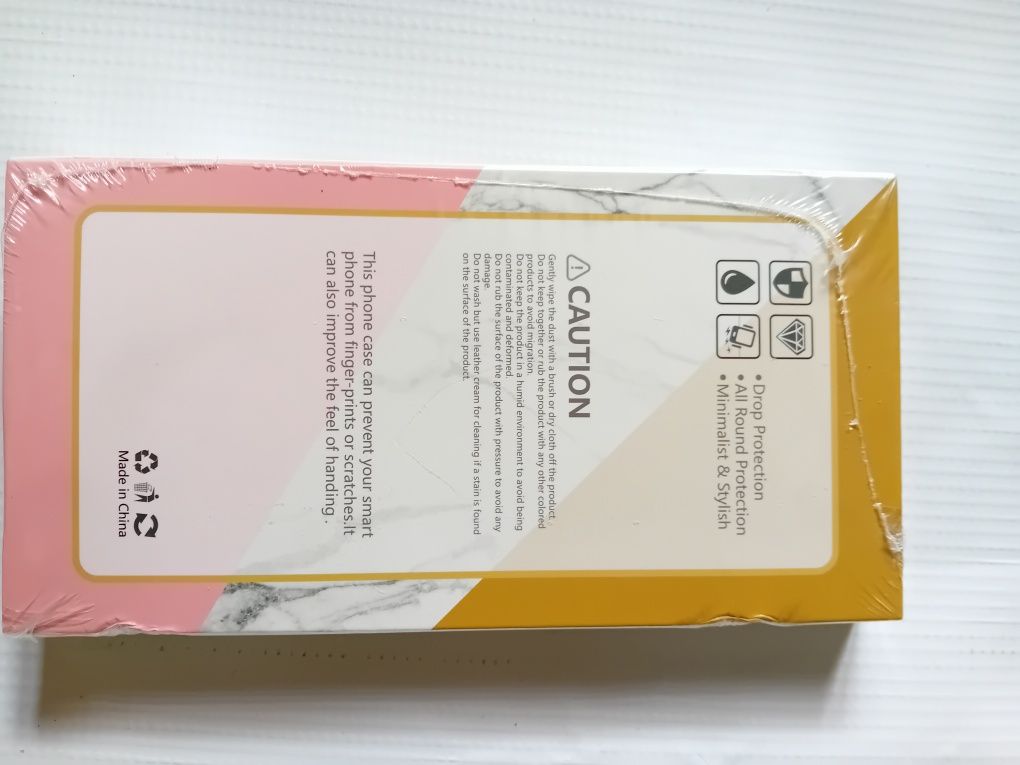 •Drop Protection
•All Round Protection
•Minimalist & Stylish
CAUTION
Gently wipe the dust with a brush or dry cloth off the product.
Do not keep together or rub the product with any other colored
products to avoid migration.
Do not keep the product in a humid environment to avoid being
contaminated and deformed.
Do not rub the surface of the product with pressure to avoid any
damage.
Do not wash but use leather cream for cleaning if a stain is found
on the surface of the product.
This phone case can prevent your smart
phone from finger-prints or scratches.It
can also improve the feel of handing .
Made in China